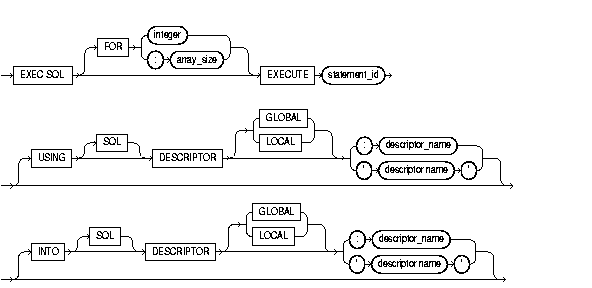 integer
FOR
: array_size
EXEC SQL EXECUTE statement_id
GLOBAL
SQL LOCAL : descriptor_name
USING DESCRIPTOR ' descriptor name '
GLOBAL
SQL LOCAL : descriptor_name
INTO DESCRIPTOR ' descriptor name '